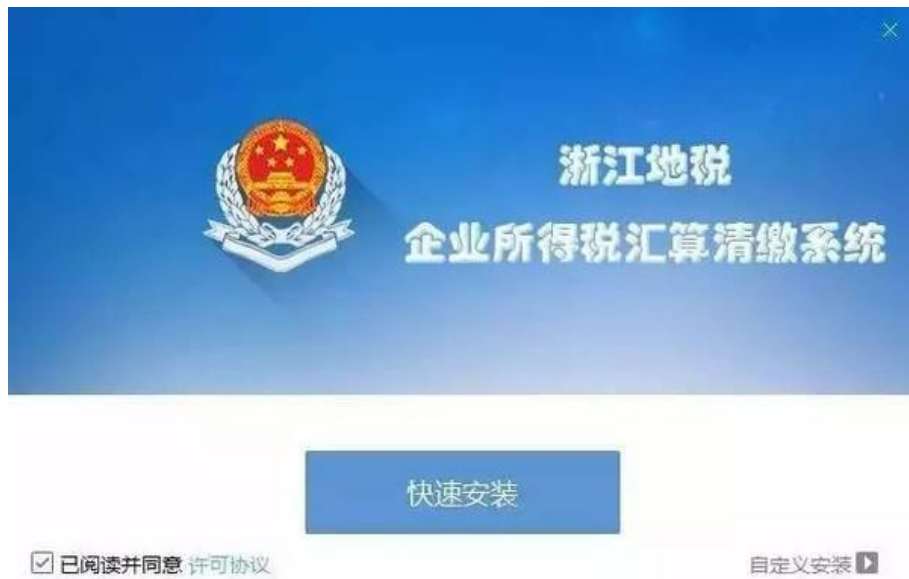 浙江地税
企业所得税汇算清缴系统
快速安装
已阅读并同意 许可协议
自定义安装